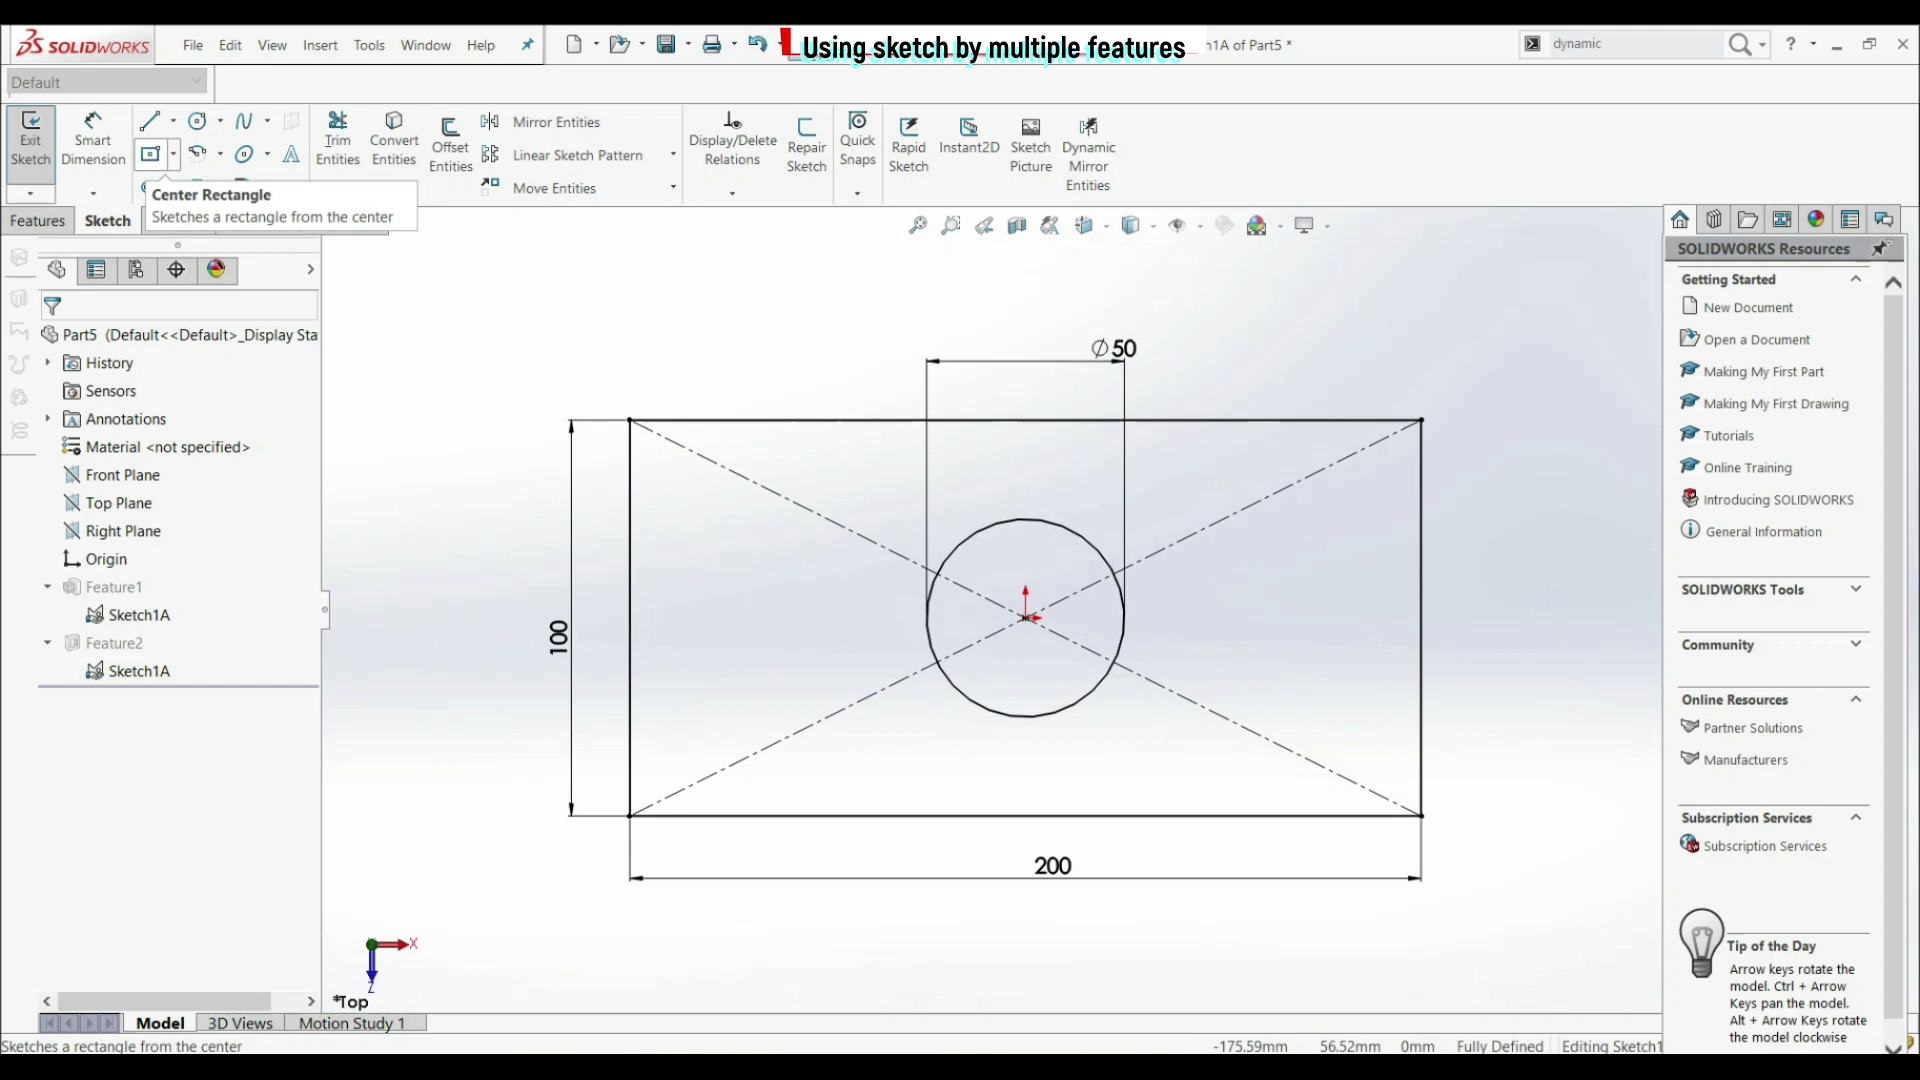 SOLIDWORKS
File Edit View Insert Tools Window Help
Using sketch by multiple features
h1A of Part5 *
dynamic
?
Default
Exit Sketch
Smart Dimension
Trim Entities
Convert Entities
Offset Entities
Mirror Entities
Linear Sketch Pattern
Move Entities
Display/Delete Relations
Repair Sketch
Quick Snaps
Rapid Sketch
Instant2D
Sketch Picture
Dynamic Mirror Entities
Center Rectangle
Sketches a rectangle from the center
Features Sketch
Part5 (Default<<Default>_Display Sta
History
Sensors
Annotations
Material <not specified>
Front Plane
Top Plane
Right Plane
Origin
Feature1
Sketch1A
Feature2
Sketch1A
∅50
100
200
X
Z
*Top
Model 3D Views Motion Study 1
Sketches a rectangle from the center
-175.59mm 56.52mm 0mm Fully Defined Editing Sketch1
SOLIDWORKS Resources
Getting Started
New Document
Open a Document
Making My First Part
Making My First Drawing
Tutorials
Online Training
Introducing SOLIDWORKS
General Information
SOLIDWORKS Tools
Community
Online Resources
Partner Solutions
Manufacturers
Subscription Services
Subscription Services
Tip of the Day
Arrow keys rotate the
model. Ctrl + Arrow
Keys pan the model.
Alt + Arrow Keys rotate
the model clockwise